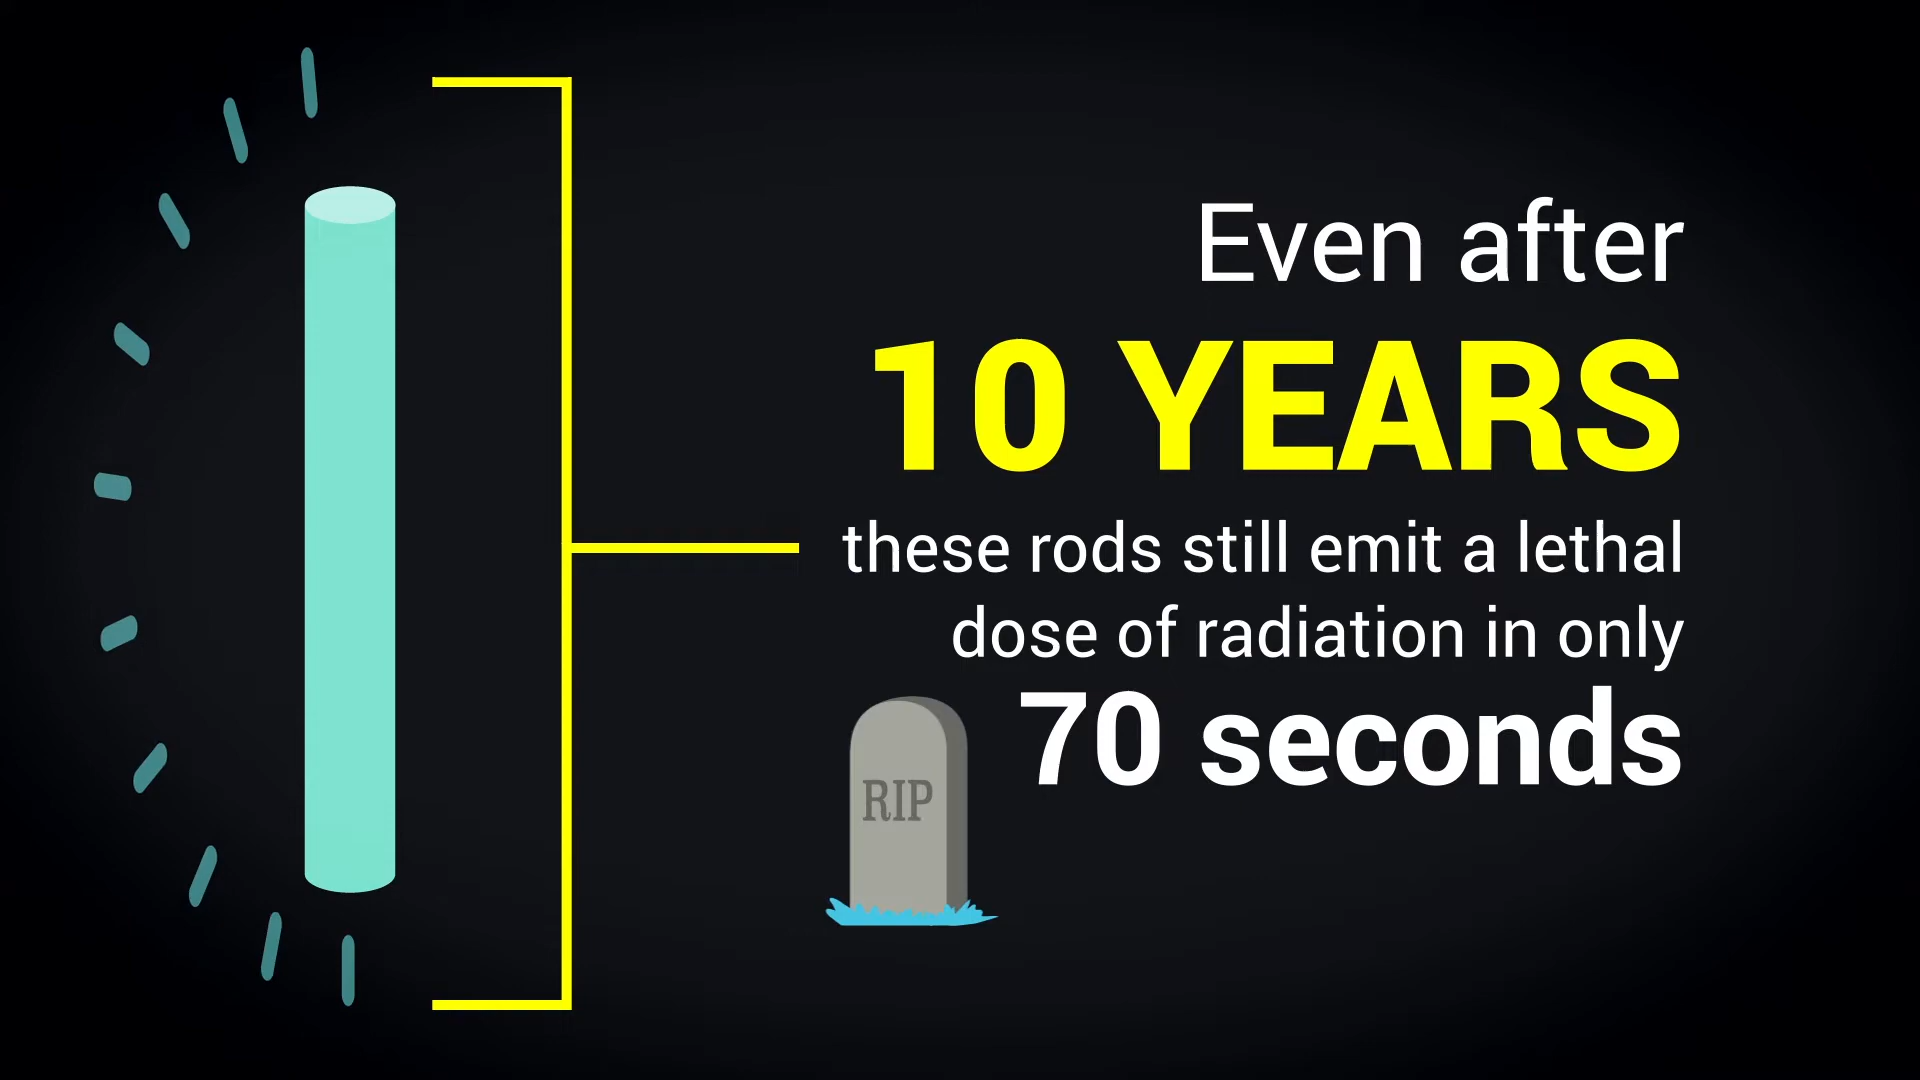 Even after
10 YEARS
these rods still emit a lethal
dose of radiation in only
70 seconds
RIP